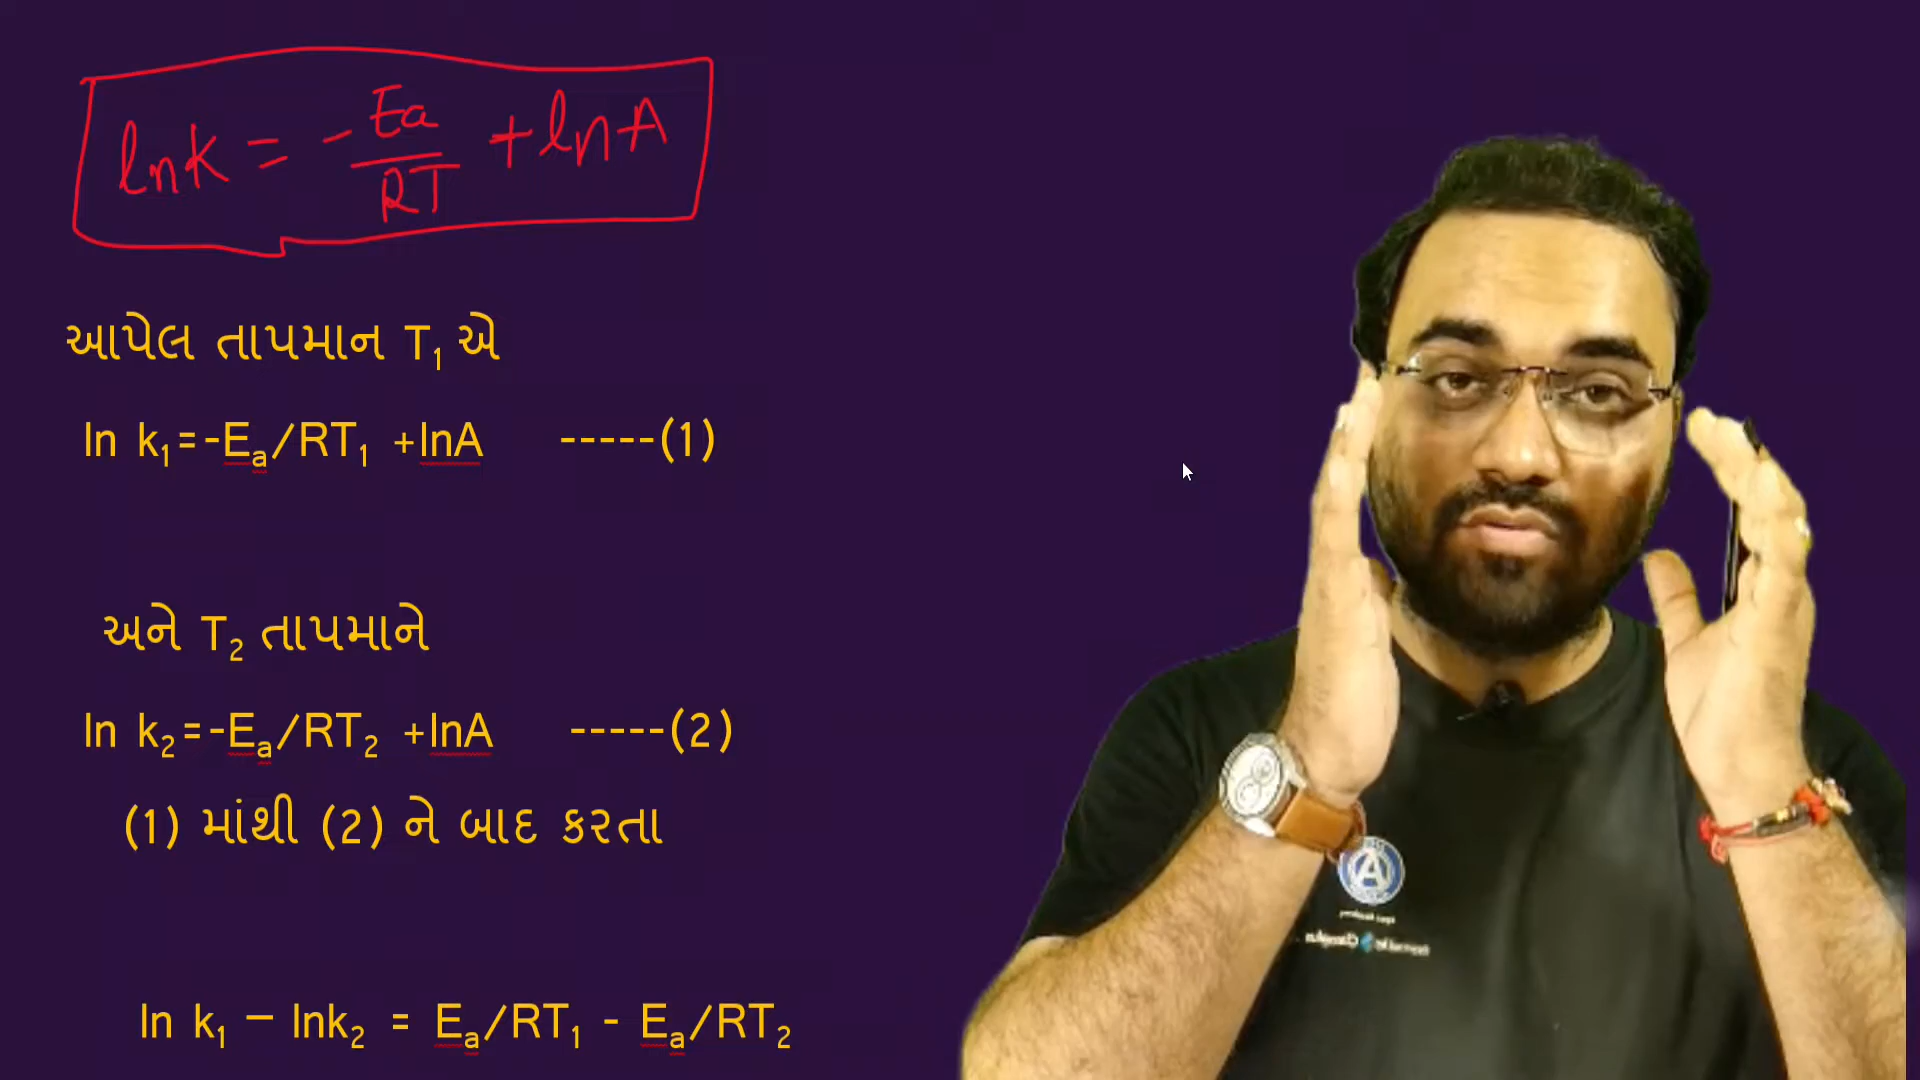 lnk = - Ea/RT + lnA
આપેલ તાપમાન T₁ એ
ln k₁=-Eₐ/RT₁ +lnA -----(1)
અને T₂ તાપમાને
ln k₂=-Eₐ/RT₂ +lnA -----(2)
(1) માંથી (2) ને બાદ કરતા
ln k₁ – lnk₂ = Eₐ/RT₁ - Eₐ/RT₂
A